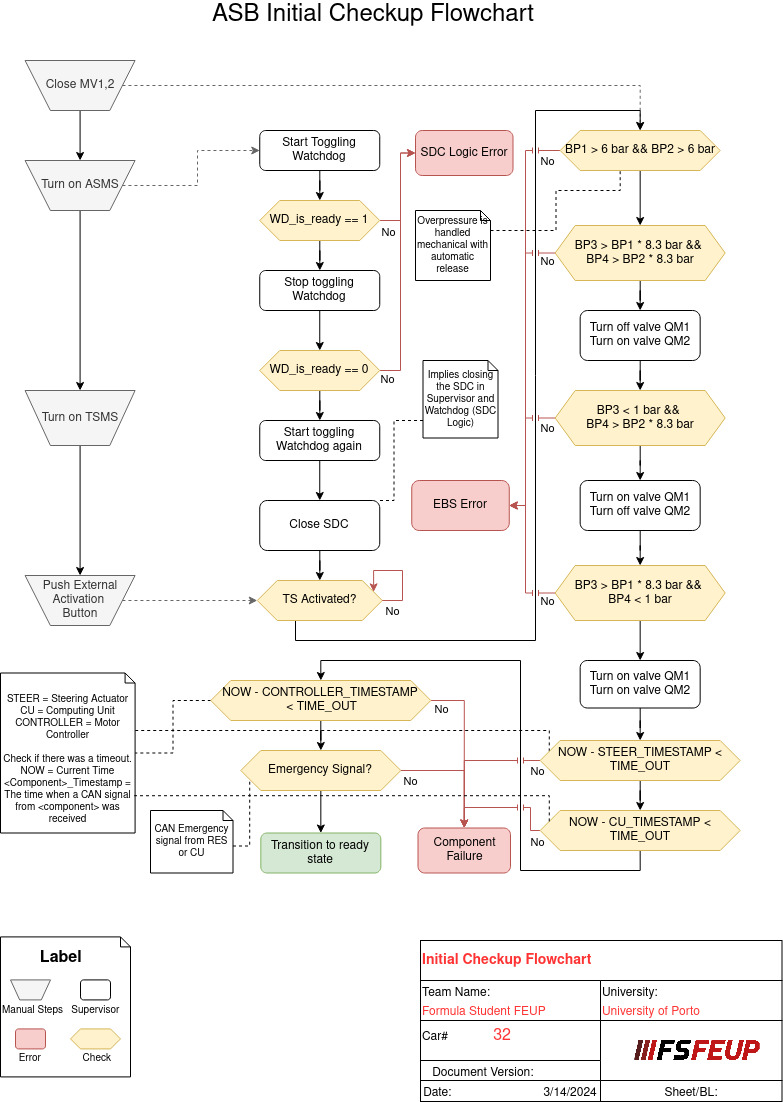 ASB Initial Checkup Flowchart
Close MV1,2
Turn on ASMS
Turn on TSMS
Push External
Activation
Button
Start Toggling
Watchdog
WD_is_ready == 1
No
Stop toggling
Watchdog
WD_is_ready == 0
No
Start toggling
Watchdog again
Close SDC
TS Activated?
No
SDC Logic Error
Overpressure is
handled
mechanical with
automatic
release
Implies closing
the SDC in
Supervisor and
Watchdog (SDC
Logic)
EBS Error
BP1 > 6 bar && BP2 > 6 bar
No
BP3 > BP1 * 8.3 bar &&
BP4 > BP2 * 8.3 bar
No
Turn off valve QM1
Turn on valve QM2
BP3 < 1 bar &&
BP4 > BP2 * 8.3 bar
No
Turn on valve QM1
Turn off valve QM2
BP3 > BP1 * 8.3 bar &&
BP4 < 1 bar
No
Turn on valve QM1
Turn on valve QM2
NOW - STEER_TIMESTAMP <
TIME_OUT
No
NOW - CU_TIMESTAMP <
TIME_OUT
No
NOW - CONTROLLER_TIMESTAMP
< TIME_OUT
No
Emergency Signal?
No
Transition to ready
state
Component
Failure
STEER = Steering Actuator
CU = Computing Unit
CONTROLLER = Motor
Controller
Check if there was a timeout.
NOW = Current Time
<Component>_Timestamp =
The time when a CAN signal
from <component> was
received
CAN Emergency
signal from RES
or CU
Label
Manual Steps
Supervisor
Error
Check
Initial Checkup Flowchart
Team Name:
Formula Student FEUP
University:
University of Porto
Car#
32
FSFEUP
Document Version:
Date:
3/14/2024
Sheet/BL: